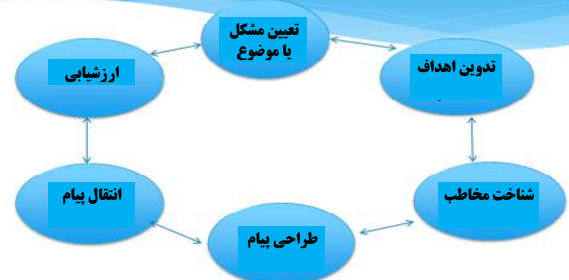 تعیین مشکل
یا موضوع
تدوین اهداف
شناخت مخاطب
طراحی پیام
انتقال پیام
ارزشیابی